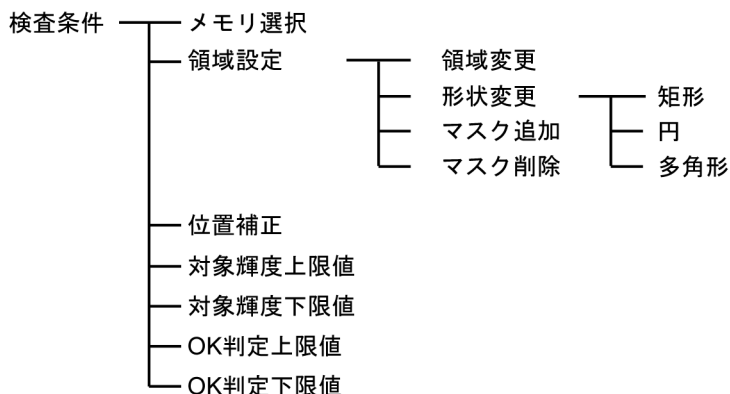 検査条件 メモリ選択
領域設定 領域変更
形状変更 矩形
マスク追加 円
マスク削除 多角形
位置補正
対象輝度上限値
対象輝度下限値
OK判定上限値
OK判定下限値